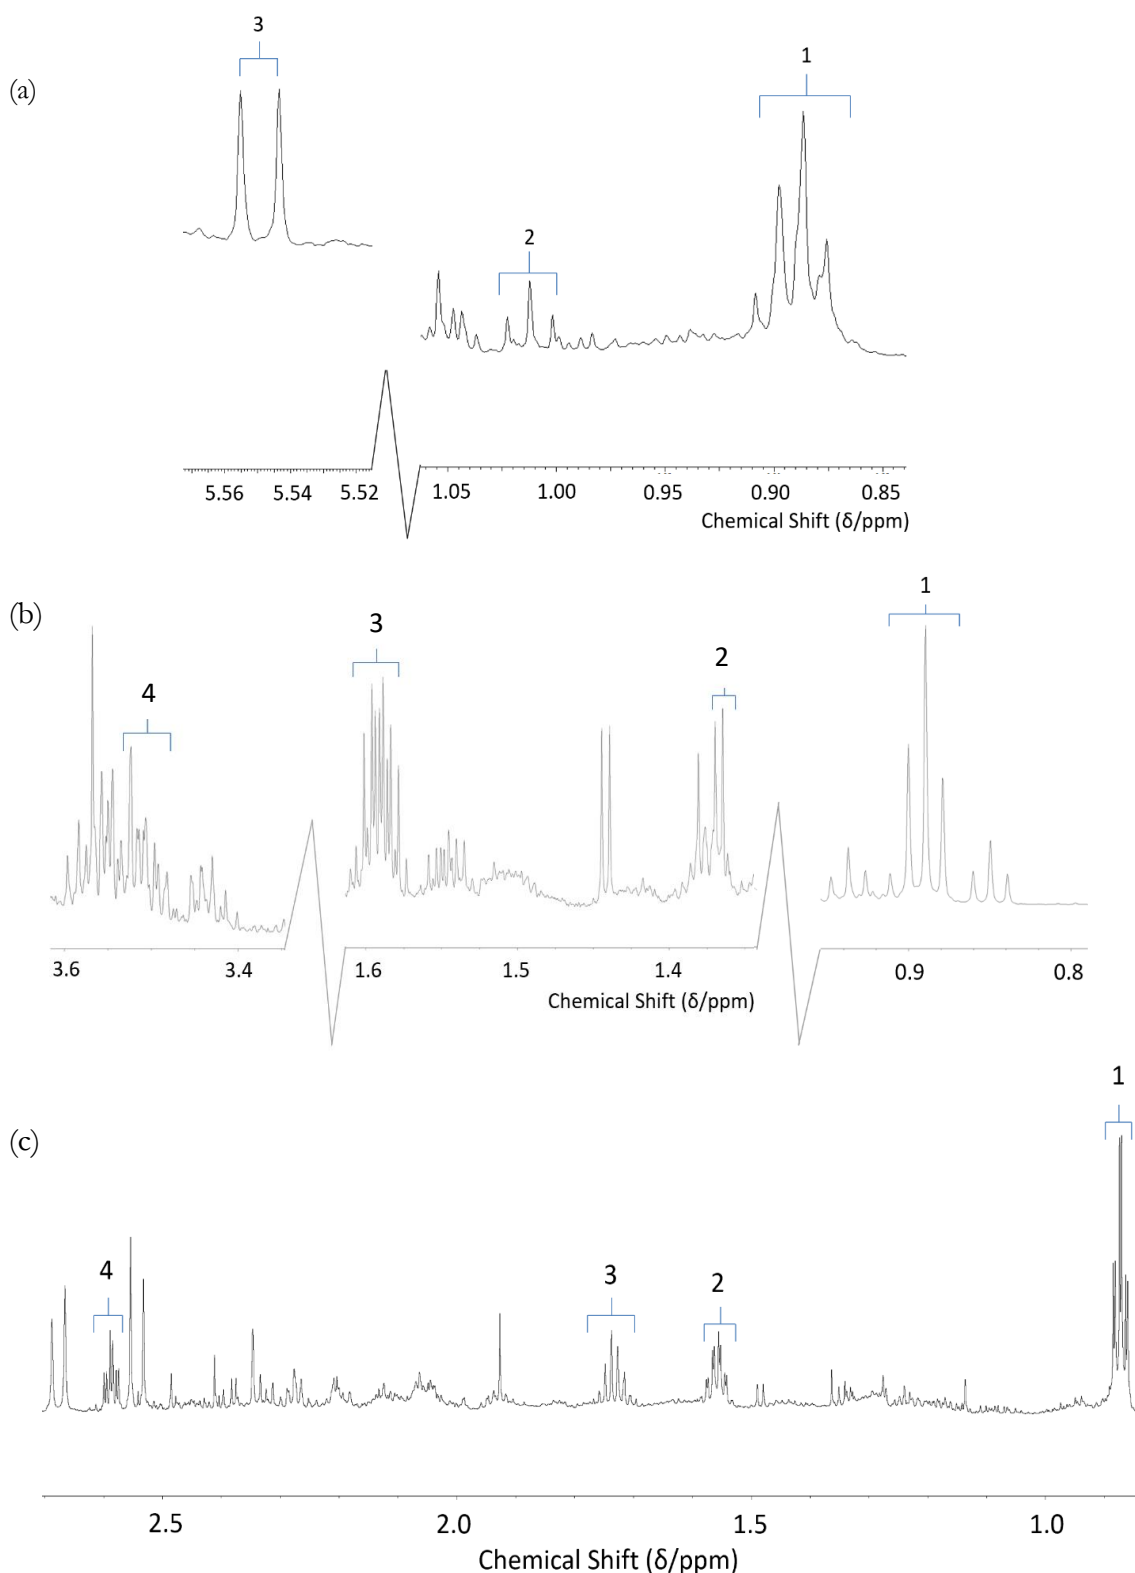 3
1
(a)
2
5.56 5.54 5.52 1.05 1.00 0.95 0.90 0.85
Chemical Shift (δ/ppm)
1
(b)
3
2
4
3.6 3.4 1.6 1.5 1.4 0.9 0.8
Chemical Shift (δ/ppm)
1
(c)
4 3 2
2.5 2.0 1.5 1.0
Chemical Shift (δ/ppm)